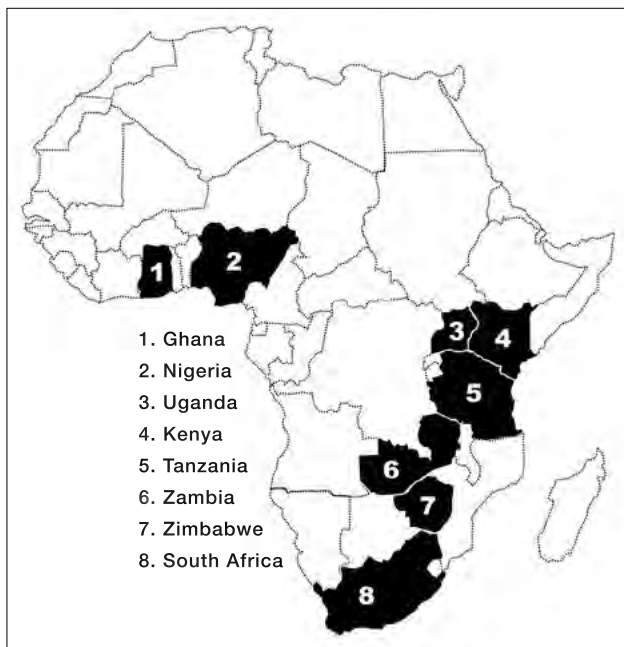 1
2
3
4
5
6
7
8
1. Ghana
2. Nigeria
3. Uganda
4. Kenya
5. Tanzania
6. Zambia
7. Zimbabwe
8. South Africa